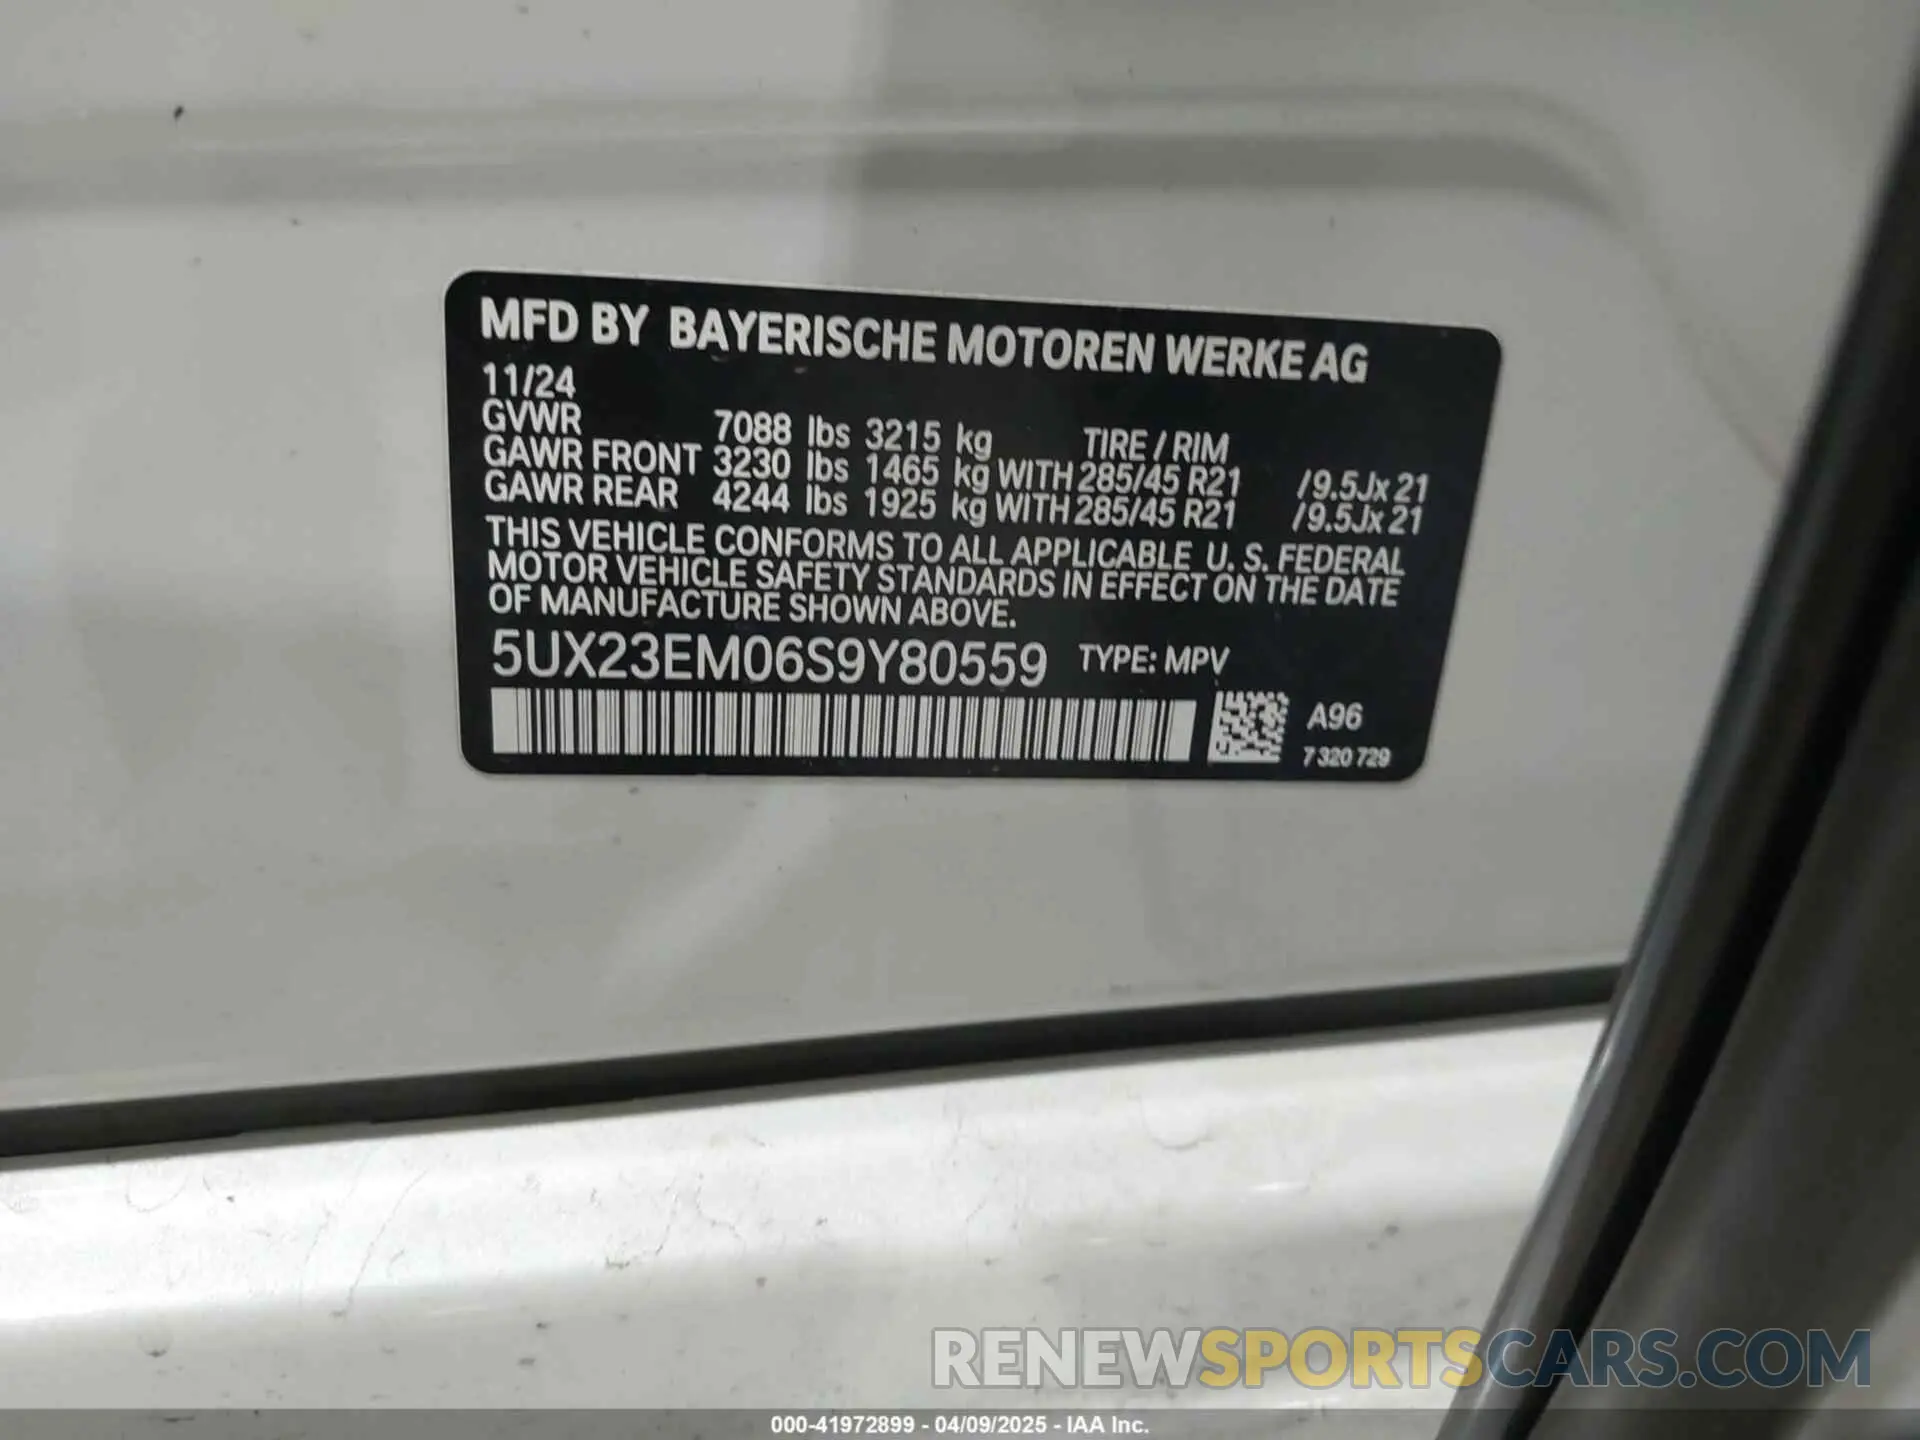 MFD BY BAYERISCHE MOTOREN WERKE AG
11/24
GVWR 7088 lbs 3215 kg TIRE / RIM
GAWR FRONT 3230 lbs 1465 kg WITH 285/45 R21 /9.5Jx21
GAWR REAR 4244 lbs 1925 kg WITH 285/45 R21 /9.5Jx21
THIS VEHICLE CONFORMS TO ALL APPLICABLE U. S. FEDERAL
MOTOR VEHICLE SAFETY STANDARDS IN EFFECT ON THE DATE
OF MANUFACTURE SHOWN ABOVE.
5UX23EM06S9Y80559 TYPE: MPV
A96
7 320 729
RENEWSPORTSCARS.COM
000-41972899 - 04/09/2025 - IAA Inc.